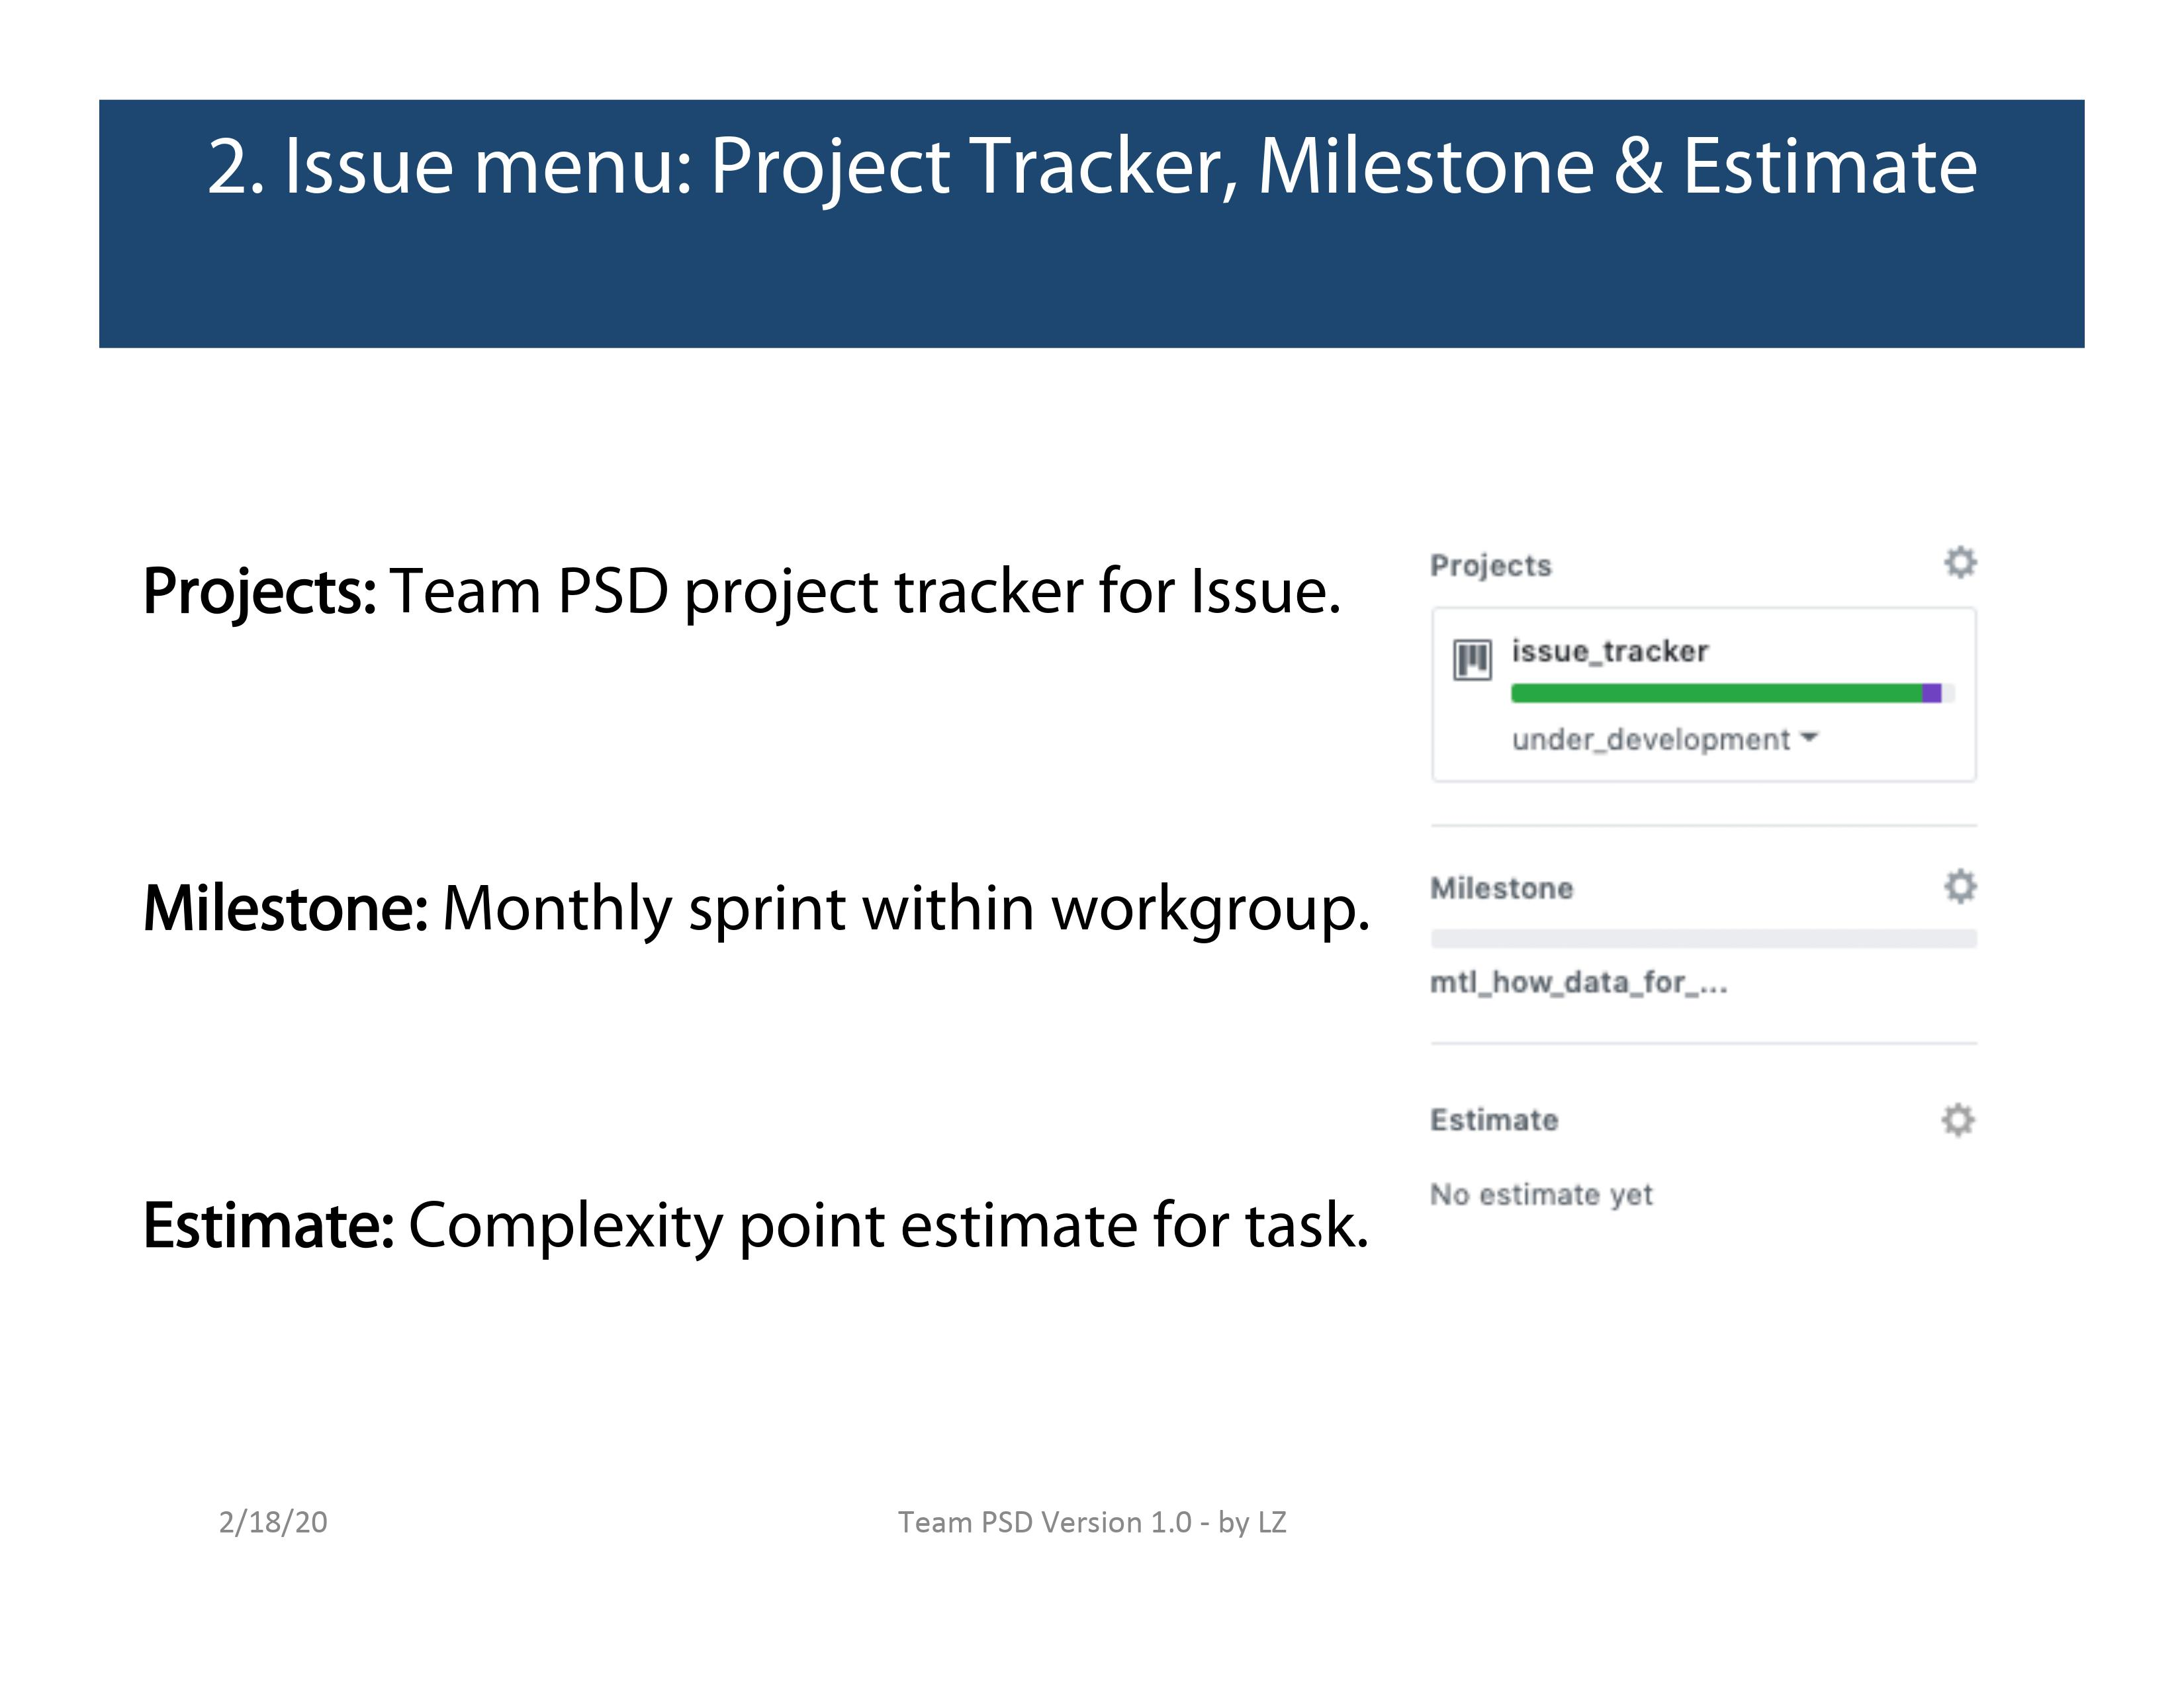 2. Issue menu: Project Tracker, Milestone & Estimate
Projects: Team PSD project tracker for Issue.
Milestone: Monthly sprint within workgroup.
Estimate: Complexity point estimate for task.
Projects
issue_tracker
under_development
Milestone
mtl_how_data_for_...
Estimate
No estimate yet
2/18/20
Team PSD Version 1.0 - by LZ